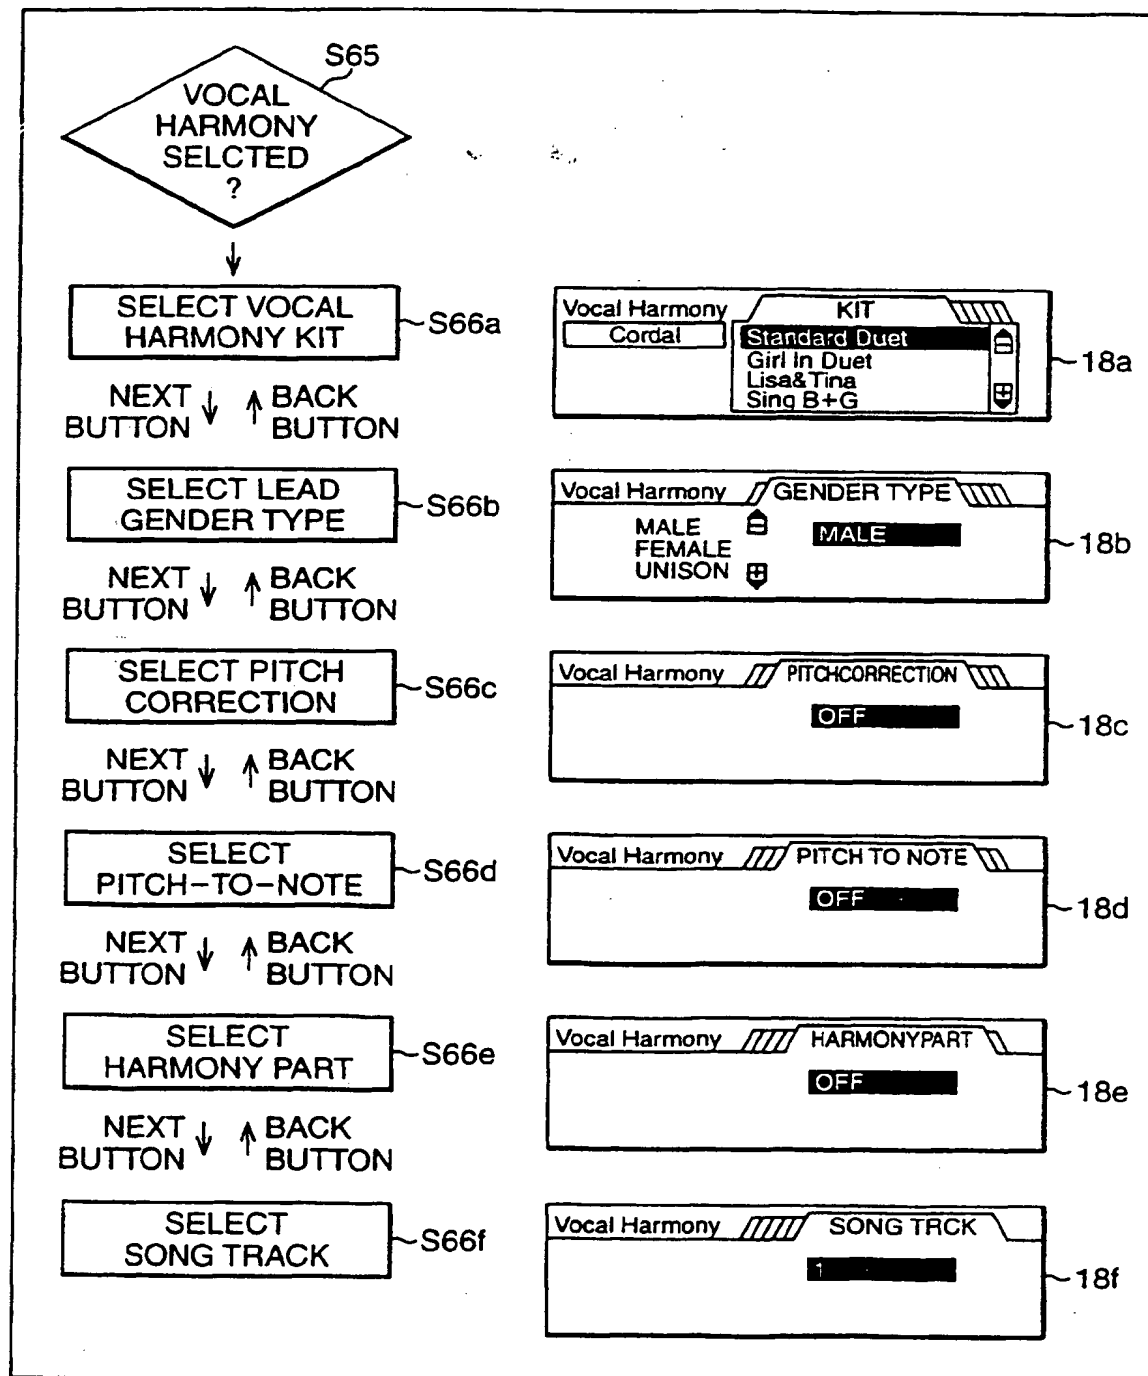 S65
VOCAL
HARMONY
SELCTED
?
SELECT VOCAL
HARMONY KIT
S66a
Vocal Harmony
KIT
Cordal
Standard Duet
Girl In Duet
Lisa&Tina
Sing B+G
18a
NEXT
BUTTON
BACK
BUTTON
SELECT LEAD
GENDER TYPE
S66b
Vocal Harmony
GENDER TYPE
MALE
FEMALE
UNISON
MALE
18b
NEXT
BUTTON
BACK
BUTTON
SELECT PITCH
CORRECTION
S66c
Vocal Harmony
PITCHCORRECTION
OFF
18c
NEXT
BUTTON
BACK
BUTTON
SELECT
PITCH-TO-NOTE
S66d
Vocal Harmony
PITCH TO NOTE
OFF
18d
NEXT
BUTTON
BACK
BUTTON
SELECT
HARMONY PART
S66e
Vocal Harmony
HARMONYPART
OFF
18e
NEXT
BUTTON
BACK
BUTTON
SELECT
SONG TRACK
S66f
Vocal Harmony
SONG TRCK
1
18f